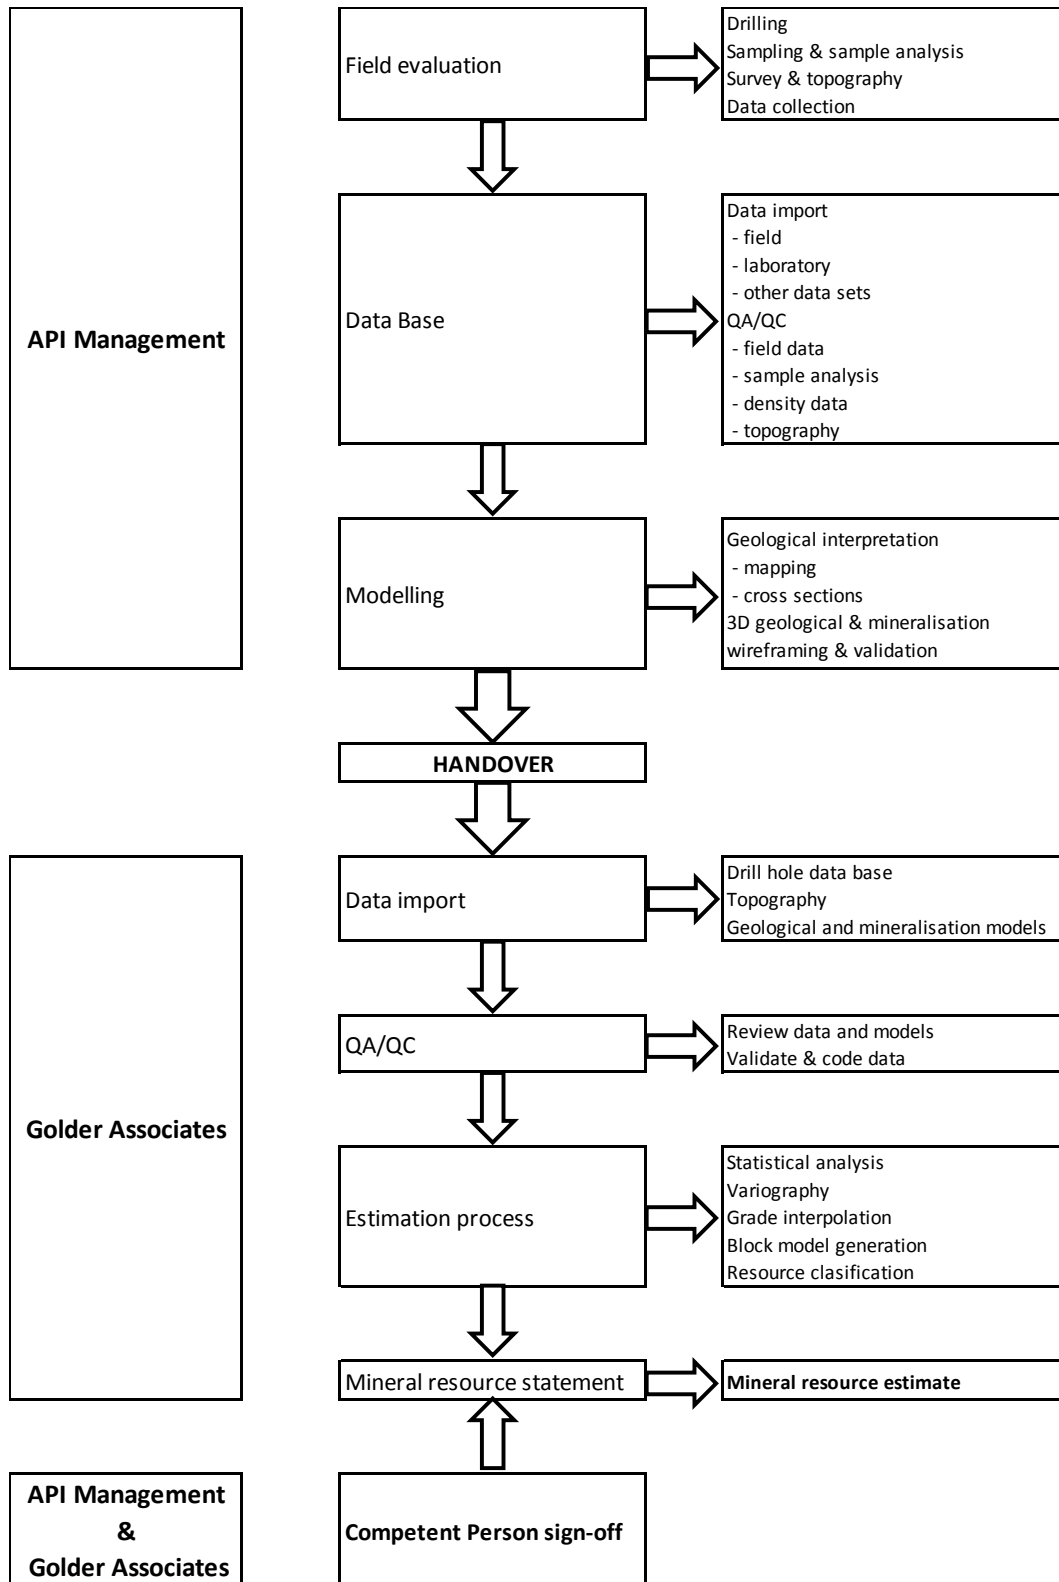 Field evaluation
Drilling
Sampling & sample analysis
Survey & topography
Data collection
API Management
Data Base
Data import
- field
- laboratory
- other data sets
QA/QC
- field data
- sample analysis
- density data
- topography
Modelling
Geological interpretation
- mapping
- cross sections
3D geological & mineralisation
wireframing & validation
HANDOVER
Golder Associates
Data import
Drill hole data base
Topography
Geological and mineralisation models
QA/QC
Review data and models
Validate & code data
Estimation process
Statistical analysis
Variography
Grade interpolation
Block model generation
Resource clasification
Mineral resource statement
Mineral resource estimate
API Management
&
Golder Associates
Competent Person sign-off